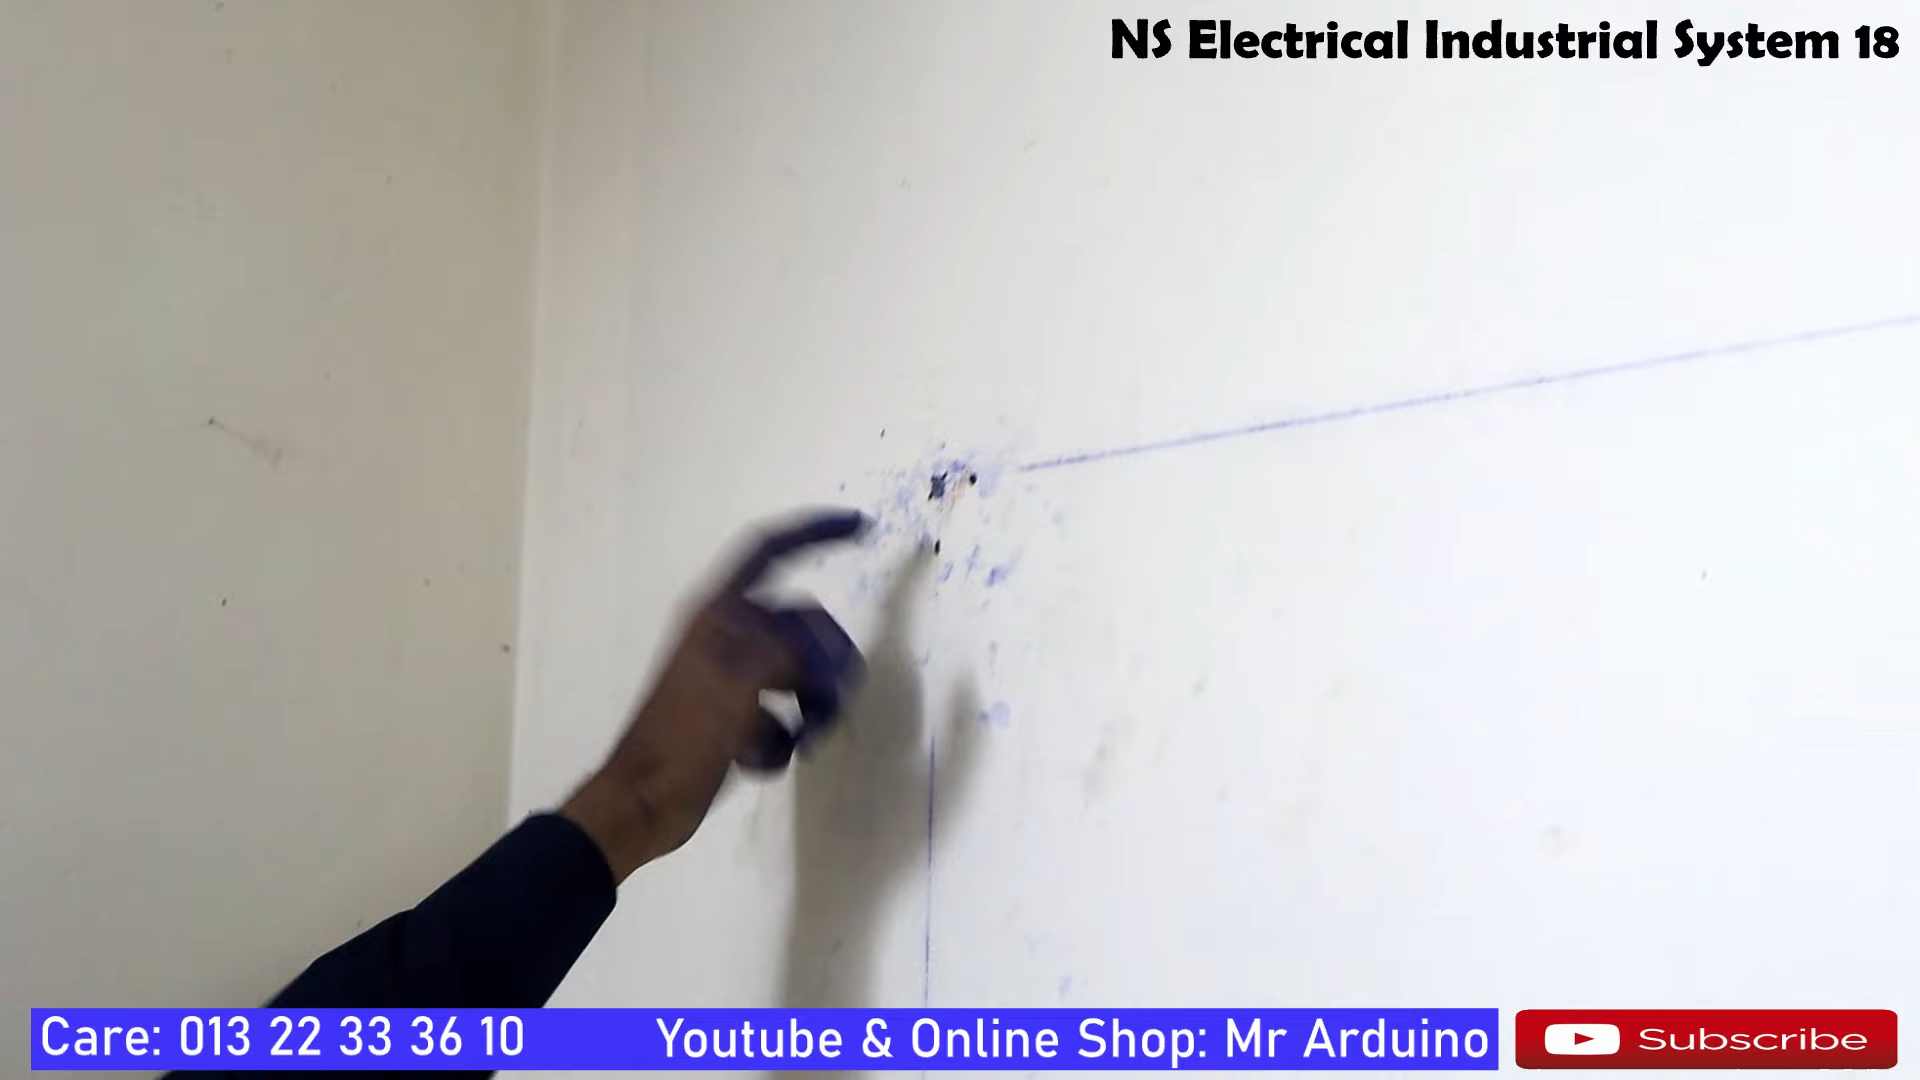 NS Electrical Industrial System 18
Care: 013 22 33 36 10 Youtube & Online Shop: Mr Arduino
Subscribe